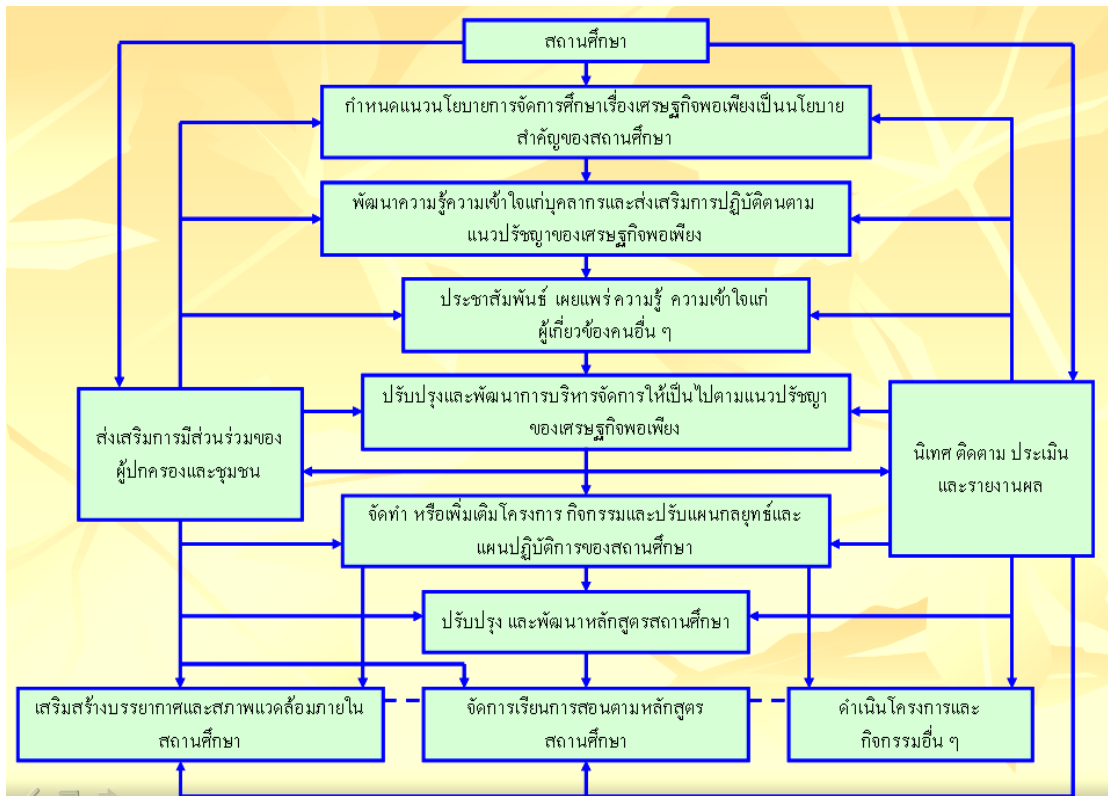 สถานศึกษา
กำหนดแนวนโยบายการจัดการศึกษาเรื่องเศรษฐกิจพอเพียงเป็นนโยบาย
สำคัญของสถานศึกษา
พัฒนาความรู้ความเข้าใจแก่บุคลากรและส่งเสริมการปฏิบัติตนตาม
แนวปรัชญาของเศรษฐกิจพอเพียง
ประชาสัมพันธ์ เผยแพร่ ความรู้ ความเข้าใจแก่
ผู้เกี่ยวข้องคนอื่น ๆ
ปรับปรุงและพัฒนาการบริหารจัดการให้เป็นไปตามแนวปรัชญา
ของเศรษฐกิจพอเพียง
ส่งเสริมการมีส่วนร่วมของ
ผู้ปกครองและชุมชน
นิเทศ ติดตาม ประเมิน
และรายงานผล
จัดทำ หรือเพิ่มเติมโครงการ กิจกรรมและปรับแผนกลยุทธ์และ
แผนปฏิบัติการของสถานศึกษา
ปรับปรุง และพัฒนาหลักสูตรสถานศึกษา
เสริมสร้างบรรยากาศและสภาพแวดล้อมภายใน
สถานศึกษา
จัดการเรียนการสอนตามหลักสูตร
สถานศึกษา
ดำเนินโครงการและ
กิจกรรมอื่น ๆ